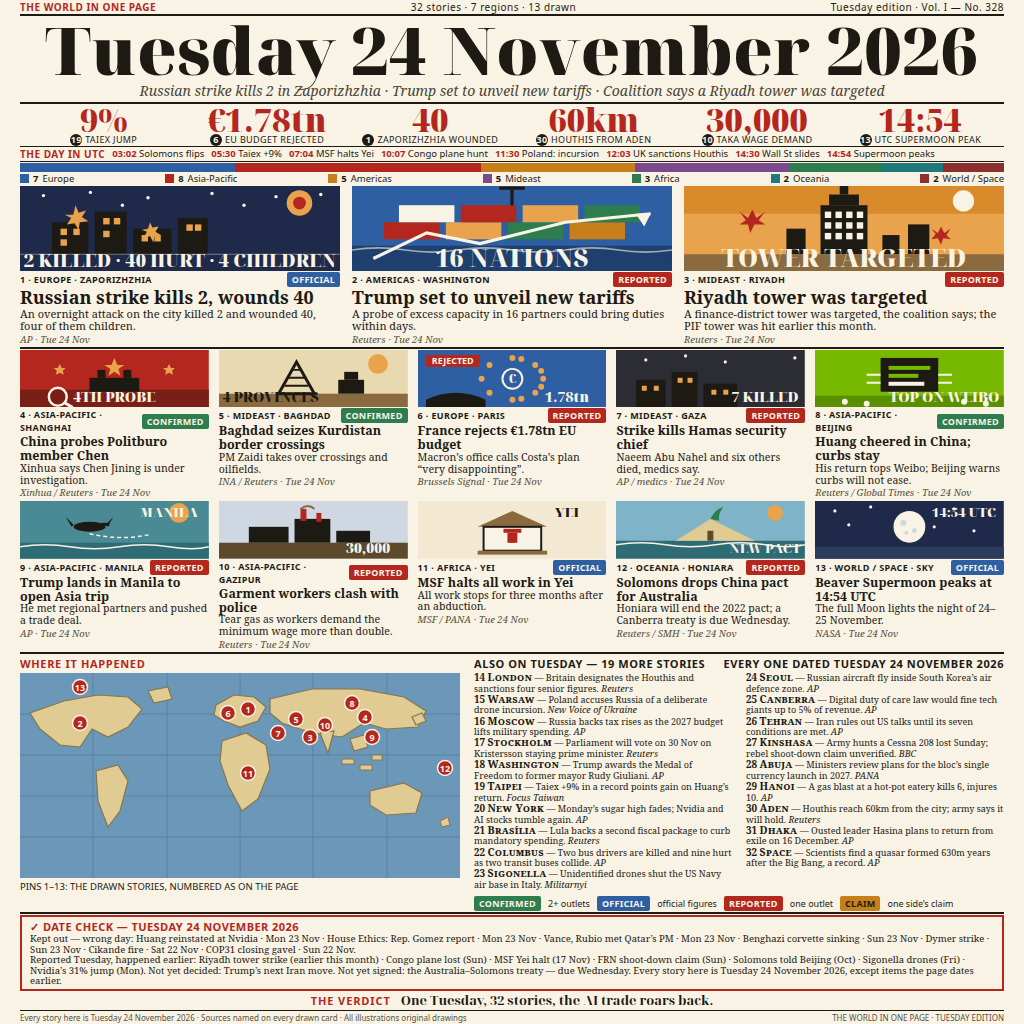 THE WORLD IN ONE PAGE
32 stories · 7 regions · 13 drawn
Tuesday edition · Vol. I — No. 328
Tuesday 24 November 2026
Russian strike kills 2 in Zaporizhzhia · Trump set to unveil new tariffs · Coalition says a Riyadh tower was targeted
9%
€1.78tn
40
60km
30,000
14:54
19 TAIEX JUMP
6 EU BUDGET REJECTED
1 ZAPORIZHZHIA WOUNDED
30 HOUTHIS FROM ADEN
10 TAKA WAGE DEMAND
13 UTC SUPERMOON PEAK
THE DAY IN UTC 03:02 Solomons flips 05:30 Taiex +9% 07:04 MSF halts Yei 10:07 Congo plane hunt 11:30 Poland: incursion 12:03 UK sanctions Houthis 14:30 Wall St slides 14:54 Supermoon peaks
7 Europe
8 Asia-Pacific
5 Americas
5 Mideast
3 Africa
2 Oceania
2 World / Space
2 KILLED · 40 HURT · 4 CHILDREN
1 · EUROPE · ZAPORIZHZHIA
OFFICIAL
Russian strike kills 2, wounds 40
An overnight attack on the city killed 2 and wounded 40,
four of them children.
AP · Tue 24 Nov
16 NATIONS
2 · AMERICAS · WASHINGTON
REPORTED
Trump set to unveil new tariffs
A probe of excess capacity in 16 partners could bring duties
within days.
Reuters · Tue 24 Nov
TOWER TARGETED
3 · MIDEAST · RIYADH
REPORTED
Riyadh tower was targeted
A finance-district tower was targeted, the coalition says; the
PIF tower was hit earlier this month.
Reuters · Tue 24 Nov
4TH PROBE
4 · ASIA-PACIFIC ·
SHANGHAI
CONFIRMED
China probes Politburo
member Chen
Xinhua says Chen Jining is under
investigation.
Xinhua / Reuters · Tue 24 Nov
4 PROVINCES
5 · MIDEAST · BAGHDAD
CONFIRMED
Baghdad seizes Kurdistan
border crossings
PM Zaidi takes over crossings and
oilfields.
INA / Reuters · Tue 24 Nov
REJECTED
€
1.78tn
6 · EUROPE · PARIS
REPORTED
France rejects €1.78tn EU
budget
Macron’s office calls Costa’s plan
“very disappointing”.
Brussels Signal · Tue 24 Nov
7 KILLED
7 · MIDEAST · GAZA
REPORTED
Strike kills Hamas security
chief
Naeem Abu Nahel and six others
died, medics say.
AP / medics · Tue 24 Nov
TOP ON WEIBO
8 · ASIA-PACIFIC ·
BEIJING
CONFIRMED
Huang cheered in China;
curbs stay
His return tops Weibo; Beijing warns
curbs will not ease.
Reuters / Global Times · Tue 24 Nov
MANILA
9 · ASIA-PACIFIC · MANILA
REPORTED
Trump lands in Manila to
open Asia trip
He met regional partners and pushed
a trade deal.
AP · Tue 24 Nov
30,000
10 · ASIA-PACIFIC ·
GAZIPUR
REPORTED
Garment workers clash with
police
Tear gas as workers demand the
minimum wage more than double.
Reuters · Tue 24 Nov
YEI
11 · AFRICA · YEI
OFFICIAL
MSF halts all work in Yei
All work stops for three months after
an abduction.
MSF / PANA · Tue 24 Nov
NEW PACT
12 · OCEANIA · HONIARA
REPORTED
Solomons drops China pact
for Australia
Honiara will end the 2022 pact; a
Canberra treaty is due Wednesday.
Reuters / SMH · Tue 24 Nov
14:54 UTC
13 · WORLD / SPACE · SKY
OFFICIAL
Beaver Supermoon peaks at
14:54 UTC
The full Moon lights the night of 24–
25 November.
NASA · Tue 24 Nov
WHERE IT HAPPENED
13
2
6
1
5
7
3
10
8
4
9
11
12
PINS 1–13: THE DRAWN STORIES, NUMBERED AS ON THE PAGE
ALSO ON TUESDAY — 19 MORE STORIES
EVERY ONE DATED TUESDAY 24 NOVEMBER 2026
14 LONDON — Britain designates the Houthis and
sanctions four senior figures. Reuters
15 WARSAW — Poland accuses Russia of a deliberate
drone incursion. New Voice of Ukraine
16 MOSCOW — Russia backs tax rises as the 2027 budget
lifts military spending. AP
17 STOCKHOLM — Parliament will vote on 30 Nov on
Kristersson staying prime minister. Reuters
18 WASHINGTON — Trump awards the Medal of
Freedom to former mayor Rudy Giuliani. AP
19 TAIPEI — Taiex +9% in a record points gain on Huang’s
return. Focus Taiwan
20 NEW YORK — Monday’s sugar high fades; Nvidia and
AI stocks tumble again. AP
21 BRASÍLIA — Lula backs a second fiscal package to curb
mandatory spending. Reuters
22 COLUMBUS — Two bus drivers are killed and nine hurt
as two transit buses collide. AP
23 SIGONELLA — Unidentified drones shut the US Navy
air base in Italy. Militarnyi
24 SEOUL — Russian aircraft fly inside South Korea’s air
defence zone. AP
25 CANBERRA — Digital duty of care law would fine tech
giants up to 5% of revenue. AP
26 TEHRAN — Iran rules out US talks until its seven
conditions are met. AP
27 KINSHASA — Army hunts a Cessna 208 lost Sunday;
rebel shoot-down claim unverified. BBC
28 ABUJA — Ministers review plans for the bloc’s single
currency launch in 2027. PANA
29 HANOI — A gas blast at a hot-pot eatery kills 6, injures
10. AP
30 ADEN — Houthis reach 60km from the city; army says it
will hold. Reuters
31 DHAKA — Ousted leader Hasina plans to return from
exile on 16 December. AP
32 SPACE — Scientists find a quasar formed 630m years
after the Big Bang, a record. AP
CONFIRMED 2+ outlets OFFICIAL official figures REPORTED one outlet CLAIM one side’s claim
✓ DATE CHECK — TUESDAY 24 NOVEMBER 2026
Kept out — wrong day: Huang reinstated at Nvidia · Mon 23 Nov · House Ethics: Rep. Gomez report · Mon 23 Nov · Vance, Rubio met Qatar’s PM · Mon 23 Nov · Benghazi corvette sinking · Sun 23 Nov · Dymer strike ·
Sun 23 Nov · Cikande fire · Sat 22 Nov · COP31 closing gavel · Sun 22 Nov.
Reported Tuesday, happened earlier: Riyadh tower strike (earlier this month) · Congo plane lost (Sun) · MSF Yei halt (17 Nov) · FRN shoot-down claim (Sun) · Solomons told Beijing (Oct) · Sigonella drones (Fri) ·
Nvidia’s 31% jump (Mon). Not yet decided: Trump’s next Iran move. Not yet signed: the Australia–Solomons treaty — due Wednesday. Every story here is Tuesday 24 November 2026, except items the page dates
earlier.
THE VERDICT One Tuesday, 32 stories, the AI trade roars back.
Every story here is Tuesday 24 November 2026 · Sources named on every drawn card · All illustrations original drawings
THE WORLD IN ONE PAGE · TUESDAY EDITION